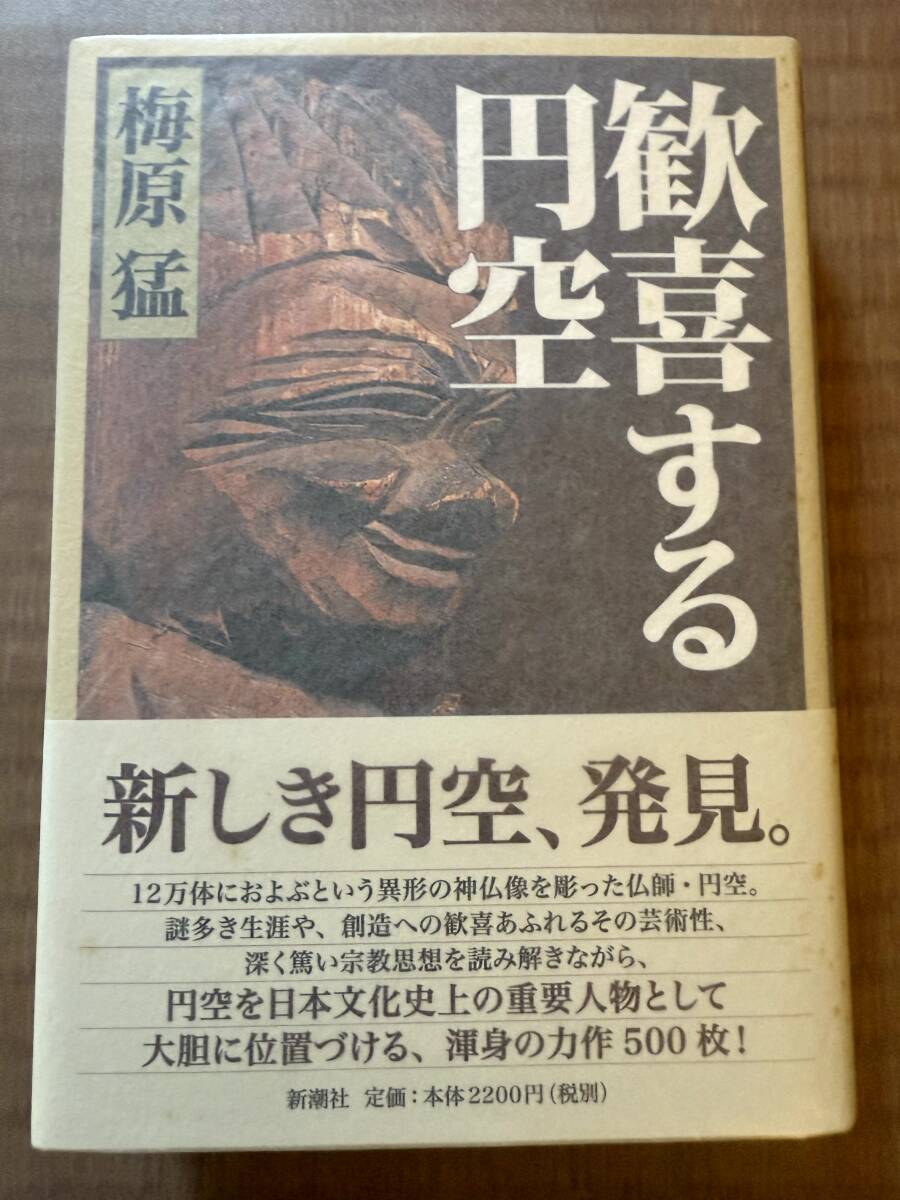 歓喜する
円空
梅原 猛
新しき円空、発見。
12万体におよぶという異形の神仏像を彫った仏師・円空。
謎多き生涯や、創造への歓喜あふれるその芸術性、
深く篤い宗教思想を読み解きながら、
円空を日本文化史上の重要人物として
大胆に位置づける、渾身の力作500枚！
新潮社 定価：本体2200円（税別）